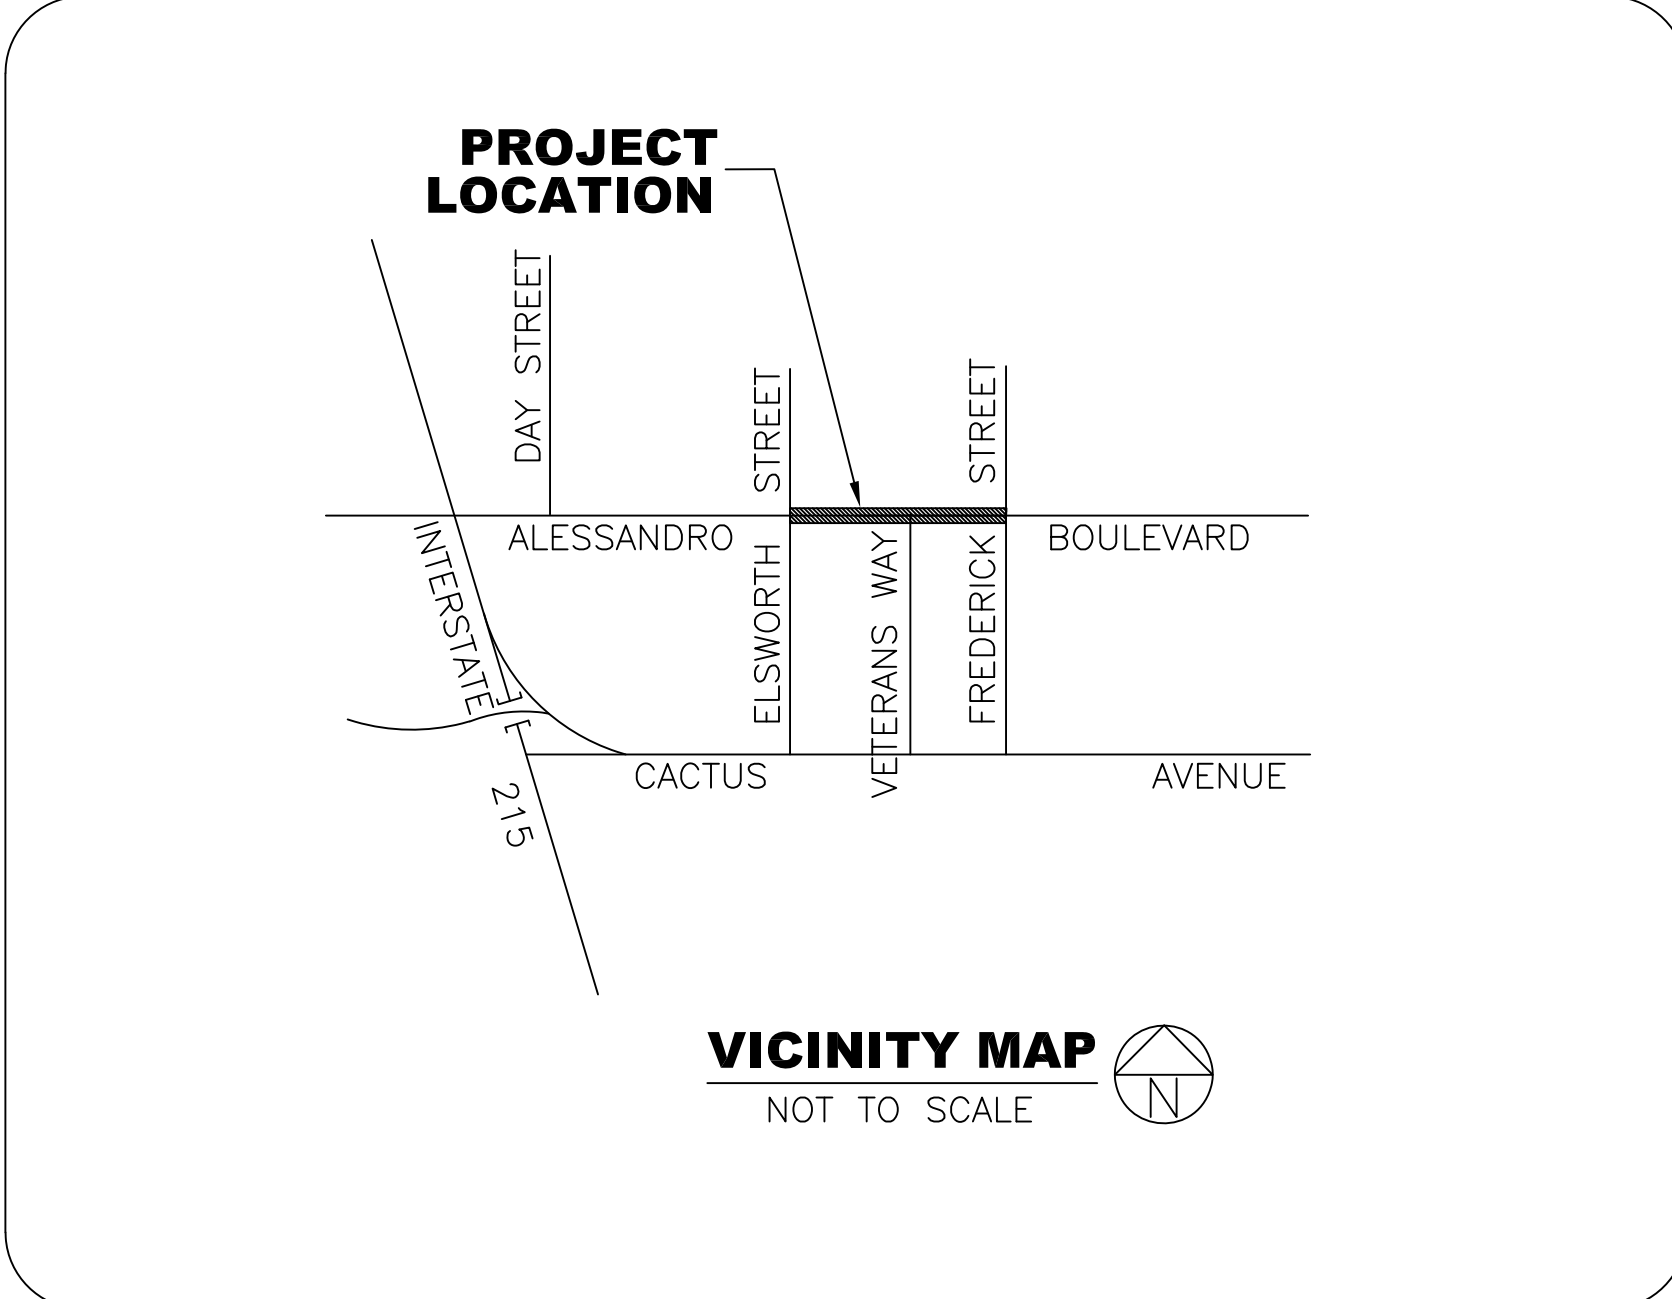 PROJECT
LOCATION
DAY STREET
ELSWORTH STREET
FREDERICK STREET
ALESSANDRO BOULEVARD
VETERANS WAY
INTERSTATE 215
CACTUS AVENUE
VICINITY MAP
NOT TO SCALE
N